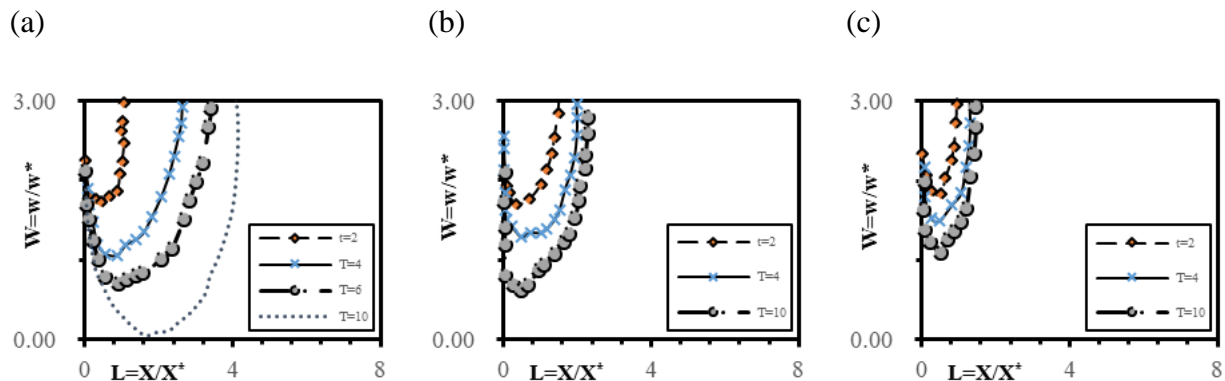 (a)
(b)
(c)
3.00
0.00
W=w/w*
0
4
8
L=X/X*
t=2
T=4
T=6
T=10
3.00
0.00
W=w/w*
0
4
8
L=X/X*
t=2
T=4
T=10
3.00
0.00
W=w/w*
0
4
8
L=X/X*
t=2
T=4
T=10